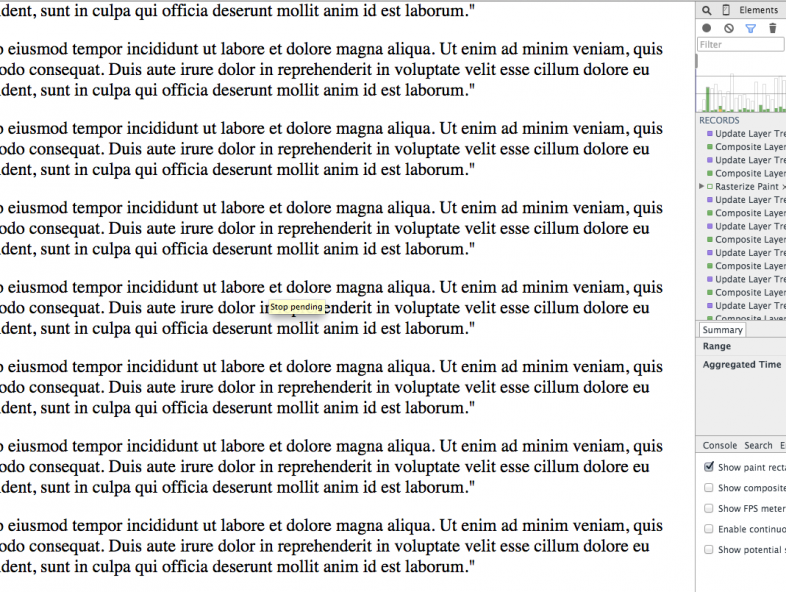 dent, sunt in culpa qui officia deserunt mollit anim id est laborum."
eiusmod tempor incididunt ut labore et dolore magna aliqua. Ut enim ad minim veniam, quis
odo consequat. Duis aute irure dolor in reprehenderit in voluptate velit esse cillum dolore eu
dent, sunt in culpa qui officia deserunt mollit anim id est laborum."
eiusmod tempor incididunt ut labore et dolore magna aliqua. Ut enim ad minim veniam, quis
odo consequat. Duis aute irure dolor in reprehenderit in voluptate velit esse cillum dolore eu
dent, sunt in culpa qui officia deserunt mollit anim id est laborum."
eiusmod tempor incididunt ut labore et dolore magna aliqua. Ut enim ad minim veniam, quis
odo consequat. Duis aute irure dolor in reprehenderit in voluptate velit esse cillum dolore eu
dent, sunt in culpa qui officia deserunt mollit anim id est laborum."
eiusmod tempor incididunt ut labore et dolore magna aliqua. Ut enim ad minim veniam, quis
odo consequat. Duis aute irure dolor in
Stop pending
enderit in voluptate velit esse cillum dolore eu
dent, sunt in culpa qui officia deserunt mollit anim id est laborum."
eiusmod tempor incididunt ut labore et dolore magna aliqua. Ut enim ad minim veniam, quis
odo consequat. Duis aute irure dolor in reprehenderit in voluptate velit esse cillum dolore eu
dent, sunt in culpa qui officia deserunt mollit anim id est laborum."
eiusmod tempor incididunt ut labore et dolore magna aliqua. Ut enim ad minim veniam, quis
odo consequat. Duis aute irure dolor in reprehenderit in voluptate velit esse cillum dolore eu
dent, sunt in culpa qui officia deserunt mollit anim id est laborum."
eiusmod tempor incididunt ut labore et dolore magna aliqua. Ut enim ad minim veniam, quis
odo consequat. Duis aute irure dolor in reprehenderit in voluptate velit esse cillum dolore eu
dent, sunt in culpa qui officia deserunt mollit anim id est laborum."
Elements
Filter
RECORDS
Update Layer Tre
Composite Layer
Update Layer Tre
Composite Layer
Rasterize Paint ×
Update Layer Tre
Composite Layer
Update Layer Tre
Composite Layer
Update Layer Tre
Composite Layer
Update Layer Tre
Composite Layer
Update Layer Tre
Composite Layer
Summary
Range
Aggregated Time
Console Search E
Show paint recta
Show composite
Show FPS meter
Enable continuo
Show potential s